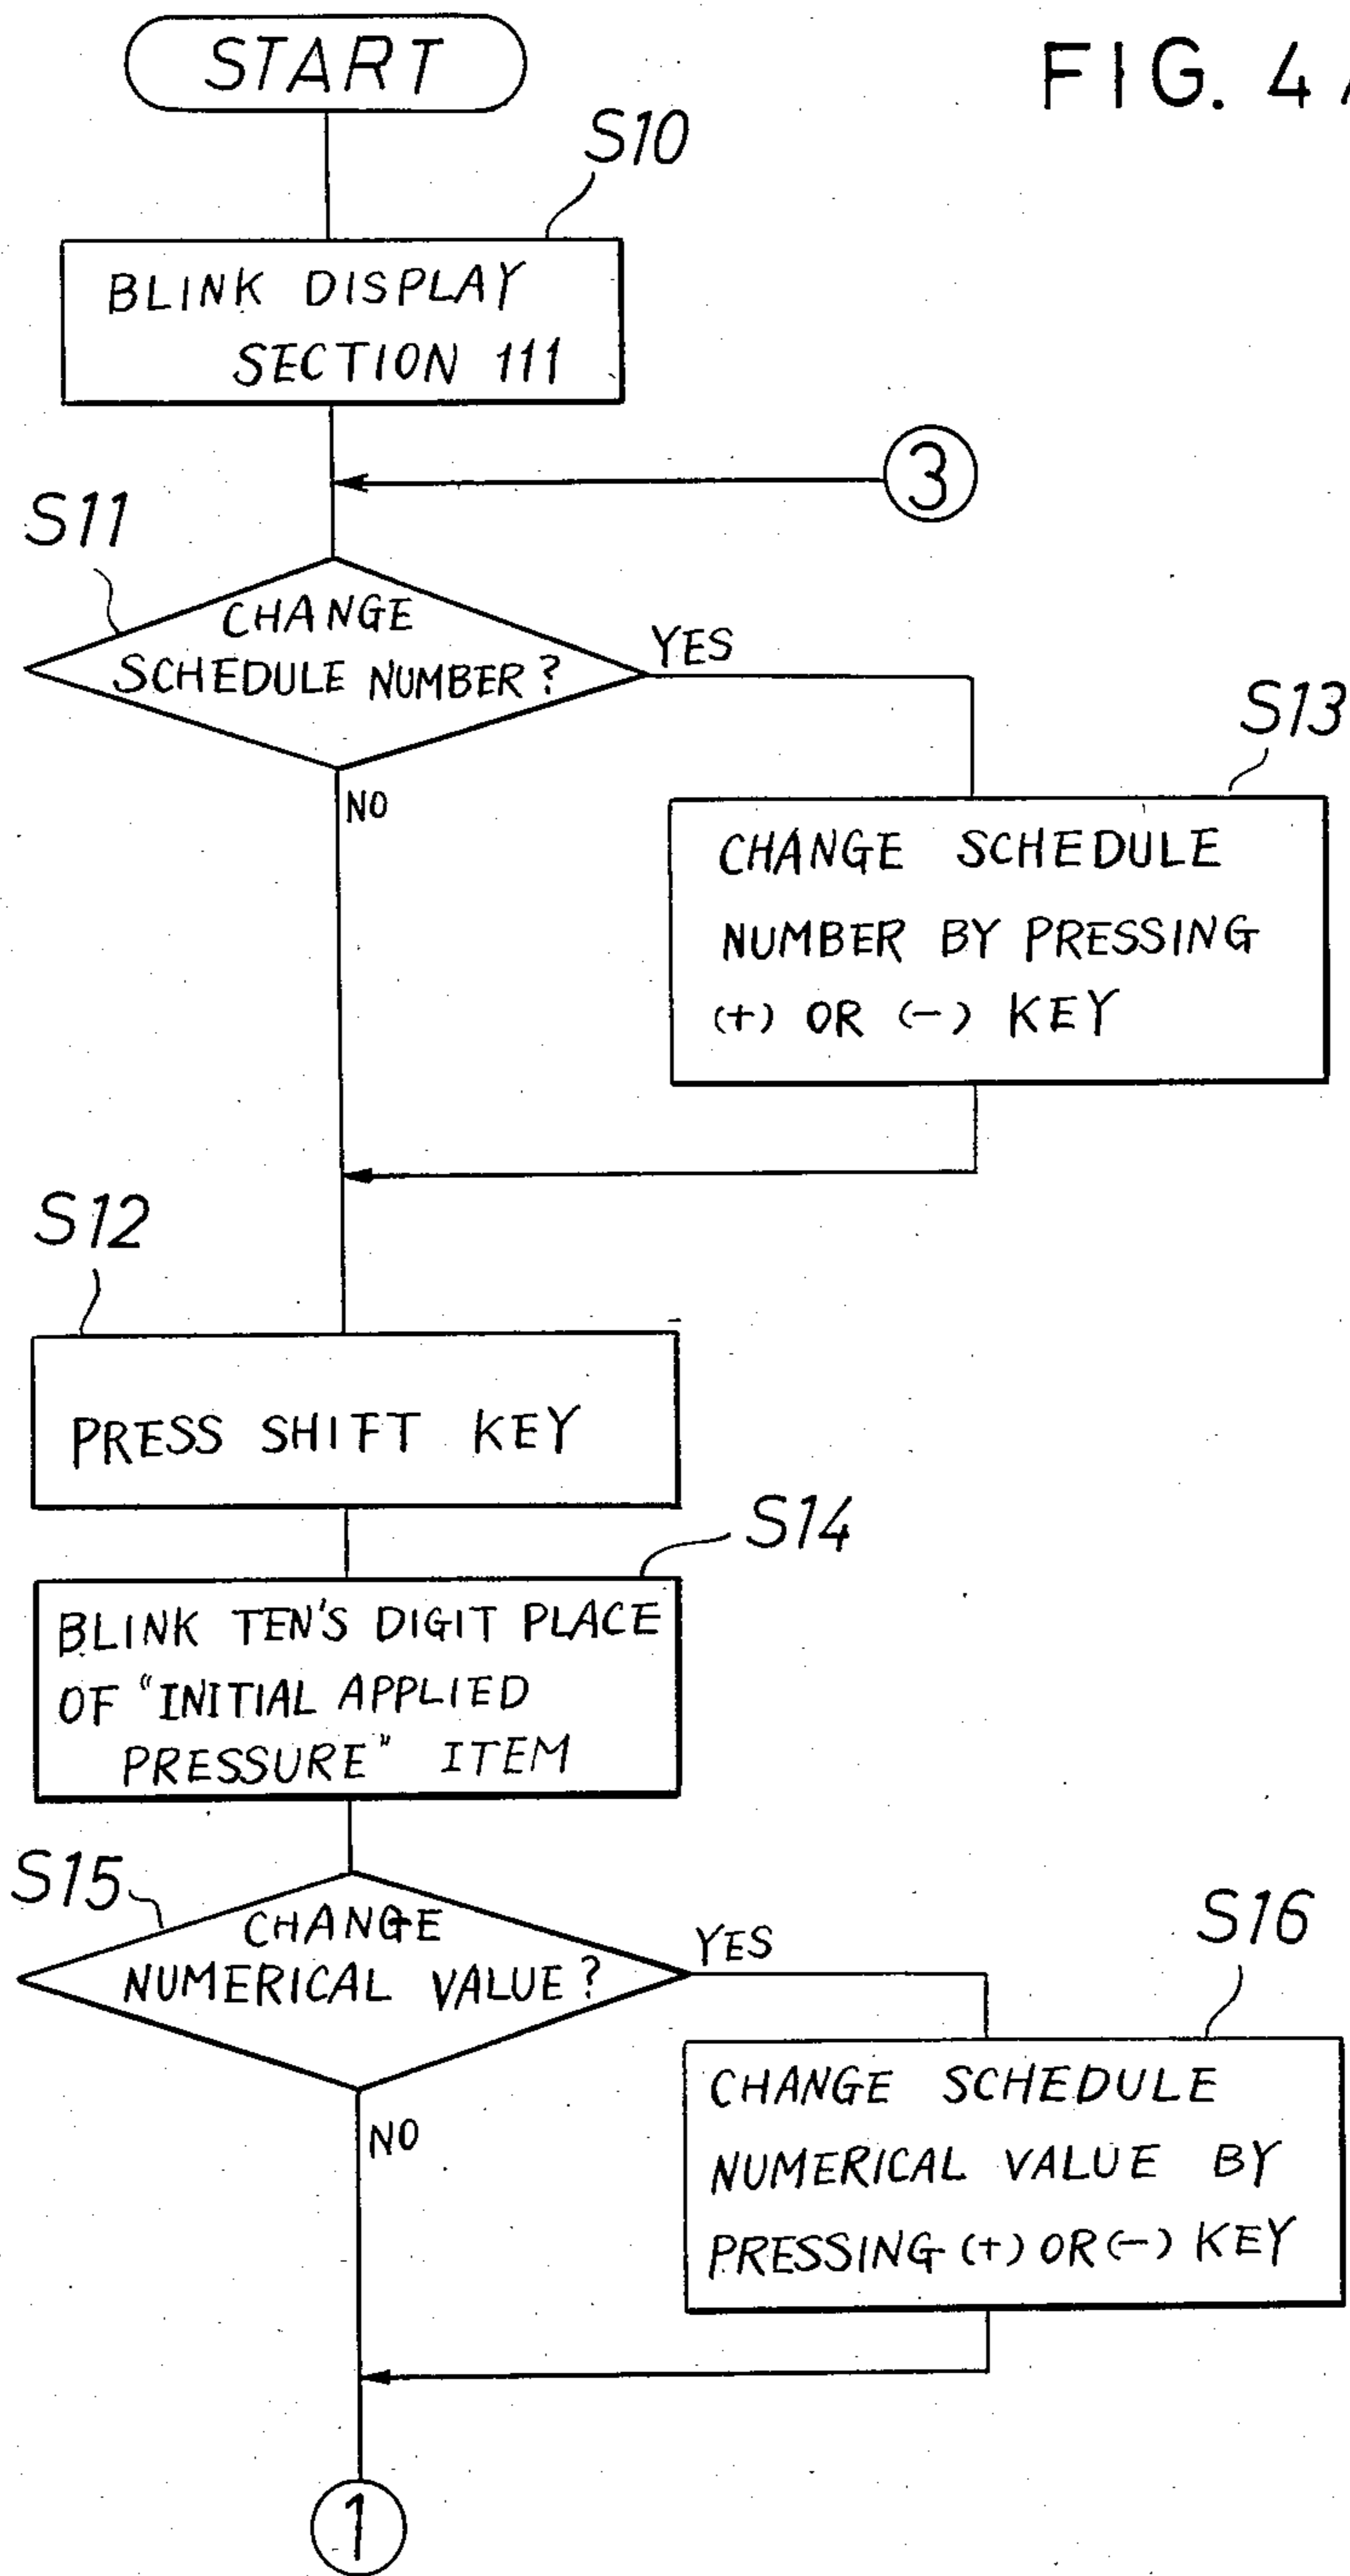 START
FIG. 4
S10
BLINK DISPLAY
SECTION 111
3
S11
CHANGE
SCHEDULE NUMBER?
YES
NO
S13
CHANGE SCHEDULE
NUMBER BY PRESSING
(+) OR (-) KEY
S12
PRESS SHIFT KEY
S14
BLINK TEN'S DIGIT PLACE
OF "INITIAL APPLIED
PRESSURE" ITEM
S15
CHANGE
NUMERICAL VALUE?
YES
NO
S16
CHANGE SCHEDULE
NUMERICAL VALUE BY
PRESSING (+) OR (-) KEY
1